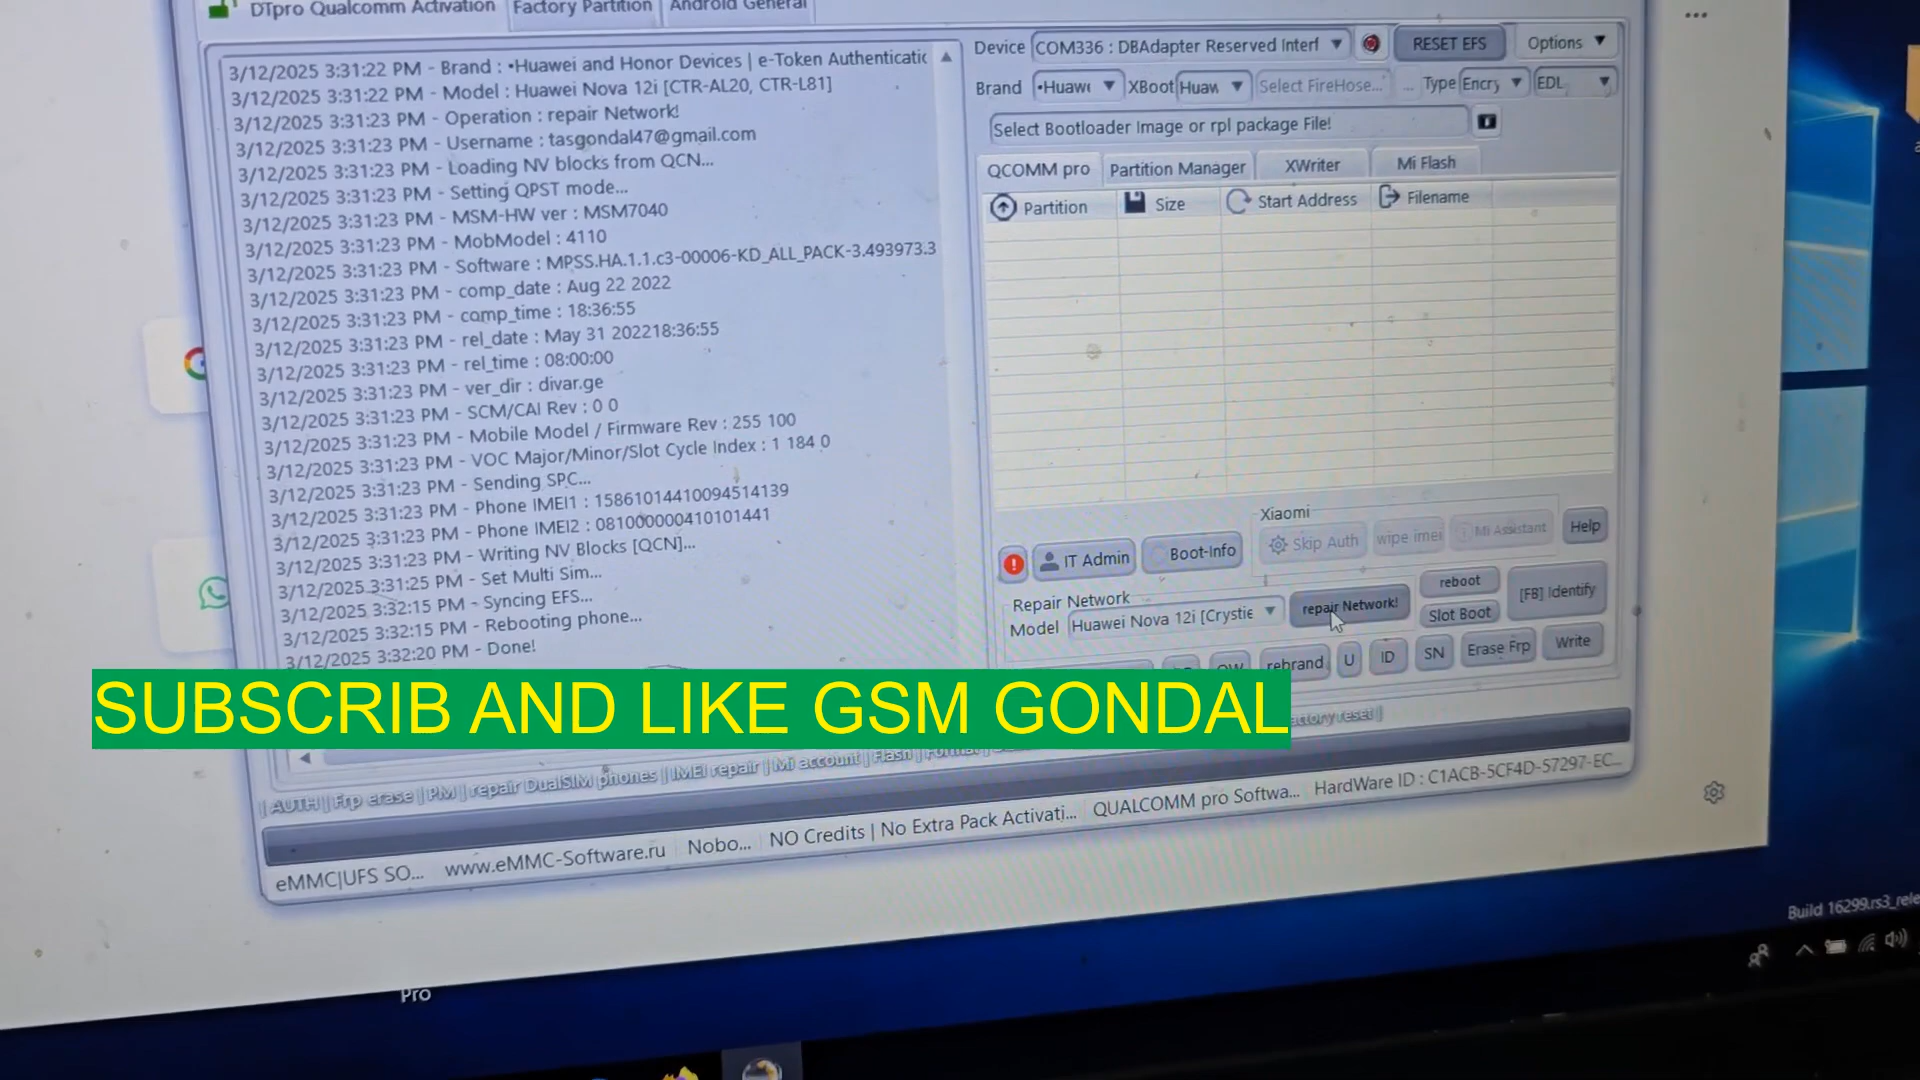 DTpro Qualcomm Activation
Factory Partition
Android General
3/12/2025 3:31:22 PM - Brand : •Huawei and Honor Devices | e-Token Authenticatic
3/12/2025 3:31:22 PM - Model : Huawei Nova 12i [CTR-AL20, CTR-L81]
3/12/2025 3:31:23 PM - Operation : repair Network!
3/12/2025 3:31:23 PM - Username : tasgondal47@gmail.com
3/12/2025 3:31:23 PM - Loading NV blocks from QCN...
3/12/2025 3:31:23 PM - Setting QPST mode...
3/12/2025 3:31:23 PM - MSM-HW ver : MSM7040
3/12/2025 3:31:23 PM - MobModel : 4110
3/12/2025 3:31:23 PM - Software : MPSS.HA.1.1.c3-00006-KD_ALL_PACK-3.493973.3
3/12/2025 3:31:23 PM - comp_date : Aug 22 2022
3/12/2025 3:31:23 PM - comp_time : 18:36:55
3/12/2025 3:31:23 PM - rel_date : May 31 202218:36:55
3/12/2025 3:31:23 PM - rel_time : 08:00:00
3/12/2025 3:31:23 PM - ver_dir : divar.ge
3/12/2025 3:31:23 PM - SCM/CAI Rev : 0 0
3/12/2025 3:31:23 PM - Mobile Model / Firmware Rev : 255 100
3/12/2025 3:31:23 PM - VOC Major/Minor/Slot Cycle Index : 1 184 0
3/12/2025 3:31:23 PM - Sending SPC...
3/12/2025 3:31:23 PM - Phone IMEI1 : 15861014410094514139
3/12/2025 3:31:23 PM - Phone IMEI2 : 081000000410101441
3/12/2025 3:31:23 PM - Writing NV Blocks [QCN]...
3/12/2025 3:31:25 PM - Set Multi Sim...
3/12/2025 3:32:15 PM - Syncing EFS...
3/12/2025 3:32:15 PM - Rebooting phone...
3/12/2025 3:32:20 PM - Done!
Device COM336 : DBAdapter Reserved Interf RESET EFS Options
Brand •Huawe XBoot Huaw Select FireHose... ... Type Encry EDL
Select Bootloader Image or rpl package File!
QCOMM pro Partition Manager XWriter Mi Flash
Partition Size Start Address Filename
Xiaomi
IT Admin Boot-Info Skip Auth wipe imei Mi Assistant Help
Repair Network
Model Huawei Nova 12i [Crystie repair Network! reboot Slot Boot [FB] Identify
rebrand U ID SN Erase Frp Write
SUBSCRIB AND LIKE GSM GONDAL
| AUTH | Frp erase | PM | repair DualSIM phones | IMEI repair | Mi account | Flash | Format |
eMMC|UFS SO... www.eMMC-Software.ru Nobo... NO Credits | No Extra Pack Activati... QUALCOMM pro Softwa... HardWare ID : C1ACB-5CF4D-57297-EC...
Build 16299.rs3_rele
Pro